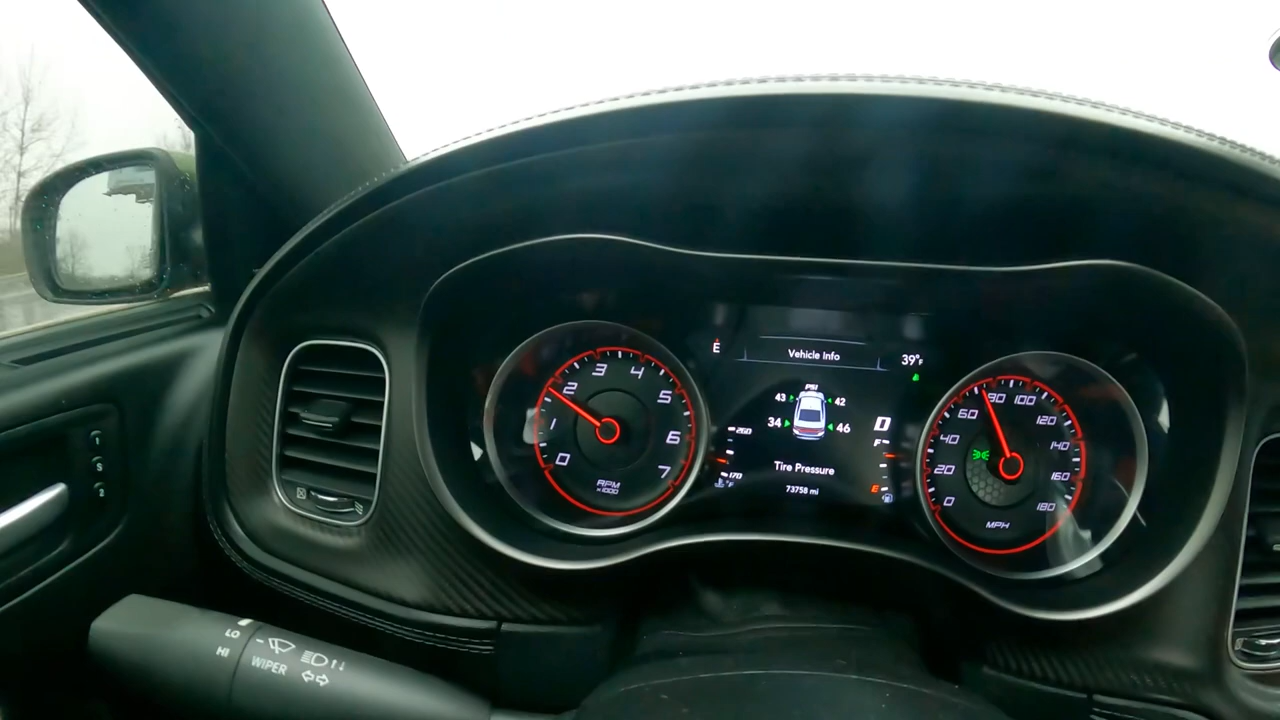 E
Vehicle Info
39°F
PSI
43 42
34 46
D
Tire Pressure
73758 mi
260
170
°F
F
E
0 1 2 3 4 5 6 7
RPM
x1000
0 20 40 60 80 100 120 140 160 180
MPH
1
S
2
LO
HI
WIPER